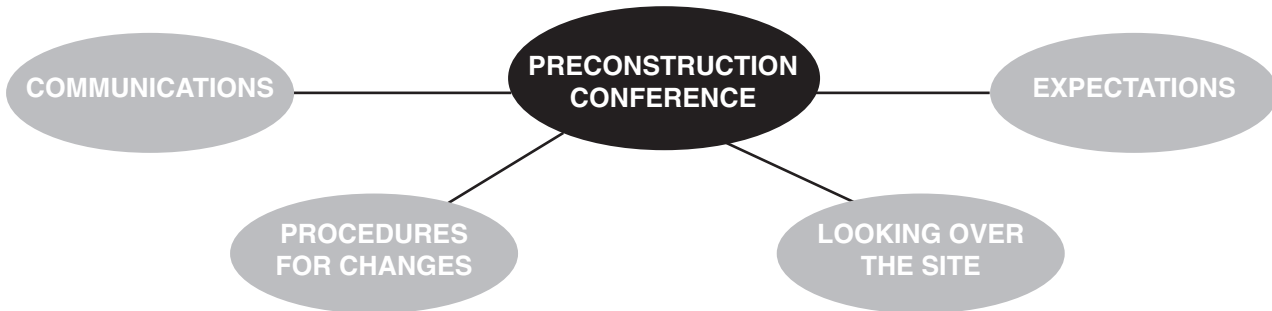 PRECONSTRUCTION
CONFERENCE
COMMUNICATIONS
EXPECTATIONS
PROCEDURES
FOR CHANGES
LOOKING OVER
THE SITE